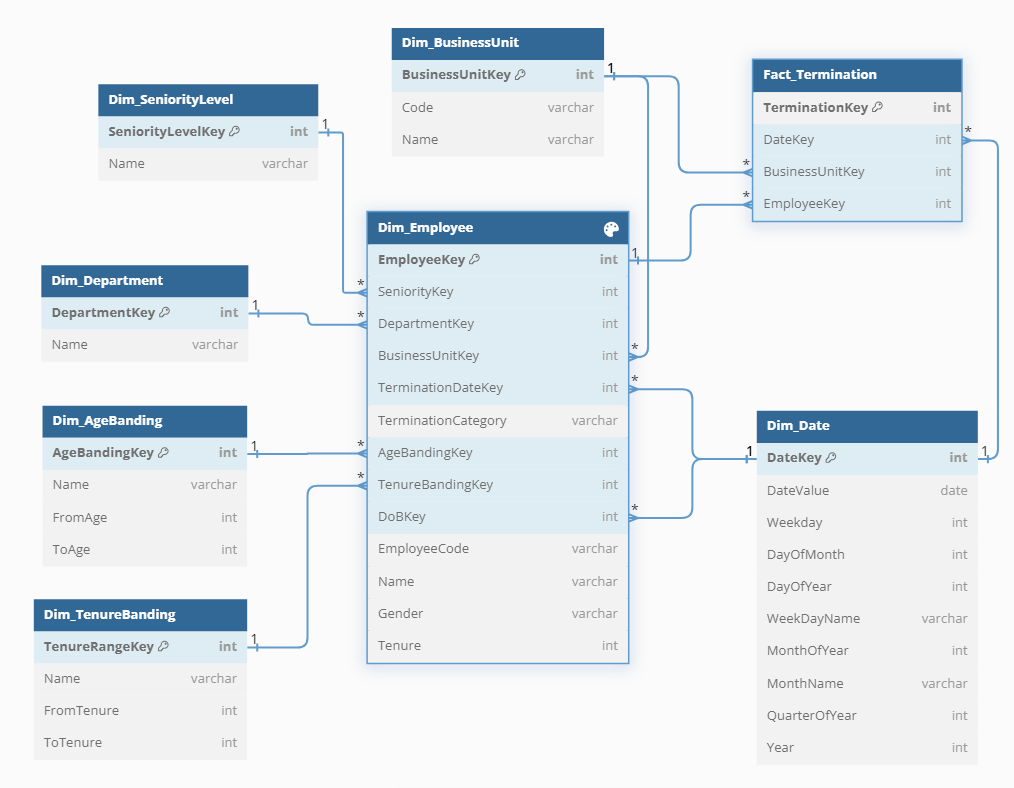 Dim_BusinessUnit
BusinessUnitKey int
Code varchar
Name varchar
1
Fact_Termination
TerminationKey int
DateKey int
BusinessUnitKey int
EmployeeKey int
*
*
*
Dim_SeniorityLevel
SeniorityLevelKey int
Name varchar
1
Dim_Employee
EmployeeKey int
SeniorityKey int
DepartmentKey int
BusinessUnitKey int
TerminationDateKey int
TerminationCategory varchar
AgeBandingKey int
TenureBandingKey int
DoBKey int
EmployeeCode varchar
Name varchar
Gender varchar
Tenure int
1
*
*
*
*
*
*
*
Dim_Department
DepartmentKey int
Name varchar
1
Dim_AgeBanding
AgeBandingKey int
Name varchar
FromAge int
ToAge int
1
Dim_TenureBanding
TenureRangeKey int
Name varchar
FromTenure int
ToTenure int
1
Dim_Date
DateKey int
DateValue date
Weekday int
DayOfMonth int
DayOfYear int
WeekDayName varchar
MonthOfYear int
MonthName varchar
QuarterOfYear int
Year int
1
1